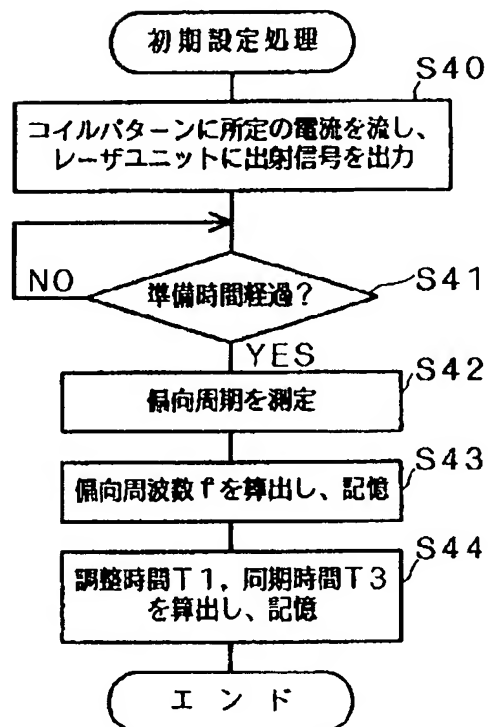 初期設定処理
S40
コイルパターンに所定の電流を流し、
レーザユニットに出射信号を出力
NO
準備時間経過?
S41
YES
S42
偏向周期を測定
S43
偏向周波数fを算出し、記憶
S44
調整時間T1,同期時間T3
を算出し、記憶
エンド